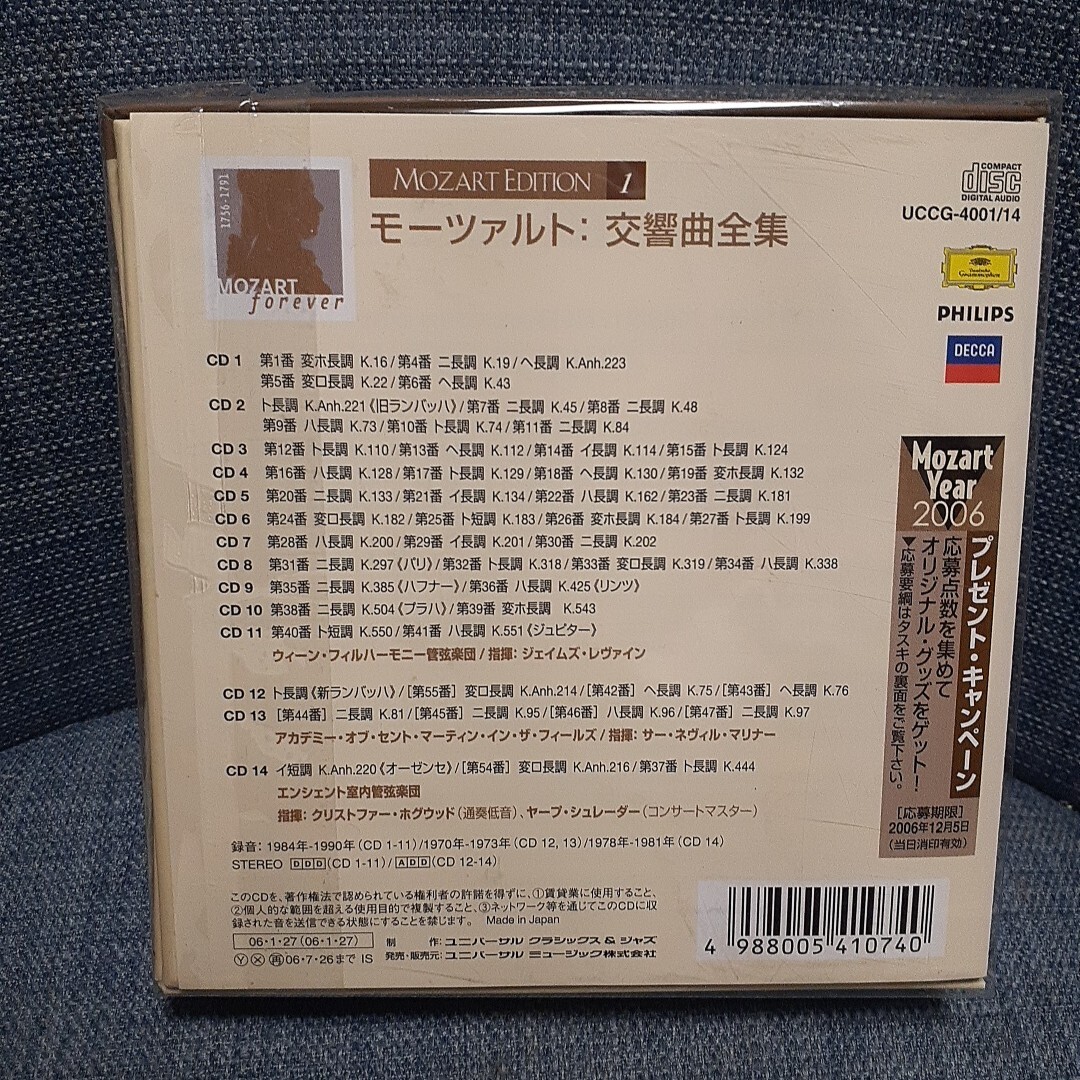 1756-1791
MOZART
forever
MOZART EDITION 1
モーツァルト: 交響曲全集
COMPACT
disc
DIGITAL AUDIO
UCCG-4001/14
Deutsche
Grammophon
PHILIPS
DECCA
CD 1 第1番 変ホ長調 K.16/第4番 ニ長調 K.19/ヘ長調 K.Anh.223
第5番 変ロ長調 K.22/第6番 ヘ長調 K.43
CD 2 ト長調 K.Anh.221《旧ランバッハ》/第7番 ニ長調 K.45/第8番 ニ長調 K.48
第9番 ハ長調 K.73/第10番 ト長調 K.74/第11番 ニ長調 K.84
CD 3 第12番 ト長調 K.110/第13番 ヘ長調 K.112/第14番 イ長調 K.114/第15番 ト長調 K.124
CD 4 第16番 ハ長調 K.128/第17番 ト長調 K.129/第18番 ヘ長調 K.130/第19番 変ホ長調 K.132
CD 5 第20番 ニ長調 K.133/第21番 イ長調 K.134/第22番 ハ長調 K.162/第23番 ニ長調 K.181
CD 6 第24番 変ロ長調 K.182/第25番 ト短調 K.183/第26番 変ホ長調 K.184/第27番 ト長調 K.199
CD 7 第28番 ハ長調 K.200/第29番 イ長調 K.201/第30番 ニ長調 K.202
CD 8 第31番 ニ長調 K.297《パリ》/第32番 ト長調 K.318/第33番 変ロ長調 K.319/第34番 ハ長調 K.338
CD 9 第35番 ニ長調 K.385《ハフナー》/第36番 ハ長調 K.425《リンツ》
CD 10 第38番 ニ長調 K.504《プラハ》/第39番 変ホ長調 K.543
CD 11 第40番 ト短調 K.550/第41番 ハ長調 K.551《ジュピター》
ウィーン・フィルハーモニー管弦楽団/指揮: ジェイムズ・レヴァイン
CD 12 ト長調《新ランバッハ》/[第55番] 変ロ長調 K.Anh.214/[第42番] ヘ長調 K.75/[第43番] ヘ長調 K.76
CD 13 [第44番] ニ長調 K.81/[第45番] ニ長調 K.95/[第46番] ハ長調 K.96/[第47番] ニ長調 K.97
アカデミー・オブ・セント・マーティン・イン・ザ・フィールズ/指揮: サー・ネヴィル・マリナー
CD 14 イ短調 K.Anh.220《オーゼンセ》/[第54番] 変ロ長調 K.Anh.216/第37番 ト長調 K.444
エンシェント室内管弦楽団
指揮: クリストファー・ホグウッド(通奏低音)、ヤープ・シュレーダー(コンサートマスター)
録音: 1984年-1990年 (CD 1-11)/1970年-1973年 (CD 12, 13)/1978年-1981年 (CD 14)
STEREO DDD(CD 1-11)/ADD(CD 12-14)
このCDを、著作権法で認められている権利者の許諾を得ずに、①賃貸業に使用すること、
②個人的な範囲を超える使用目的で複製すること、③ネットワーク等を通じてこのCDに収
録された音を送信できる状態にすることを禁じます。 Made in Japan
06・1・27 (06・1・27)
Ⓨ Ⓧ 再 06・7・26まで IS
制 作: ユニバーサル クラシックス & ジャズ
発売・販売元: ユニバーサル ミュージック株式会社
Mozart
Year
2006
プレゼント・キャンペーン
応募点数を集めて
オリジナル・グッズをゲット!
▼応募要綱はタスキの裏面をご覧下さい。
[応募期限]
2006年12月5日
(当日消印有効)
4 988005 410740